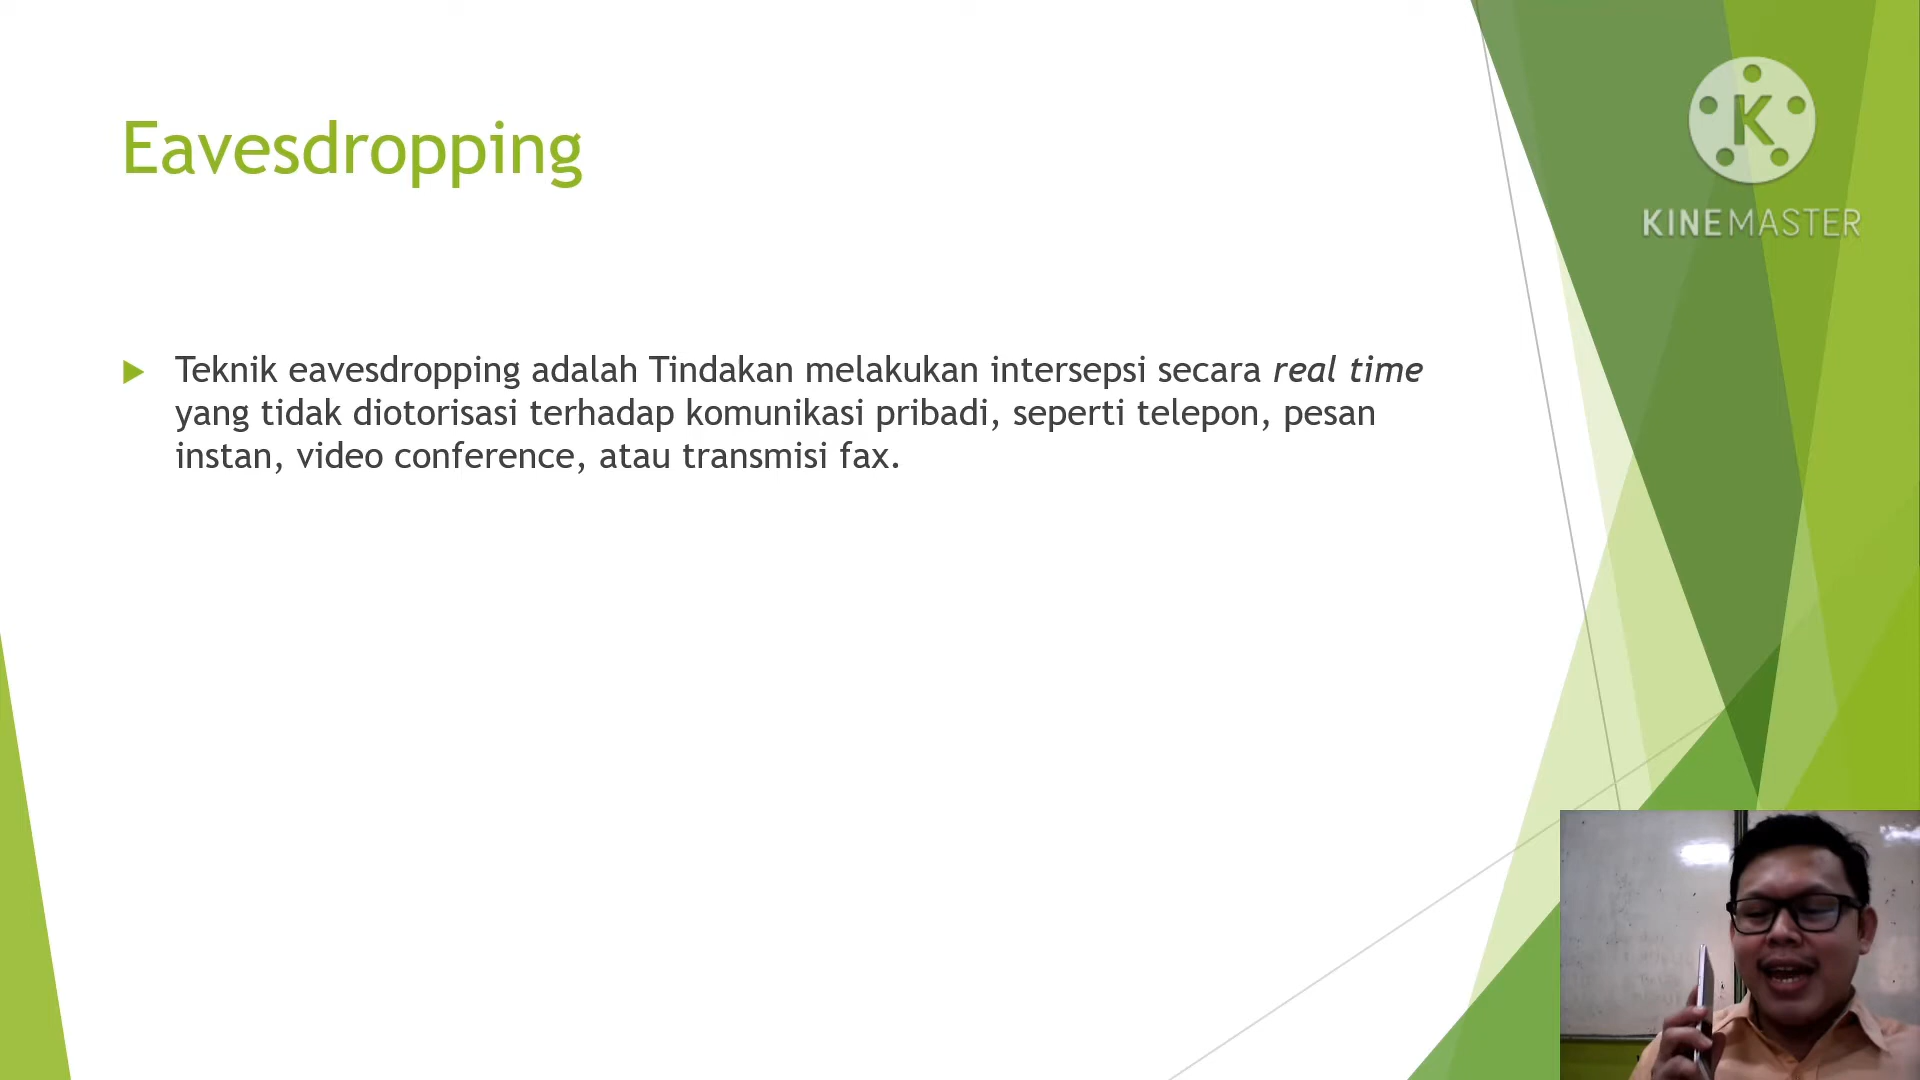 Eavesdropping
K
KINEMASTER
Teknik eavesdropping adalah Tindakan melakukan intersepsi secara real time
yang tidak diotorisasi terhadap komunikasi pribadi, seperti telepon, pesan
instan, video conference, atau transmisi fax.